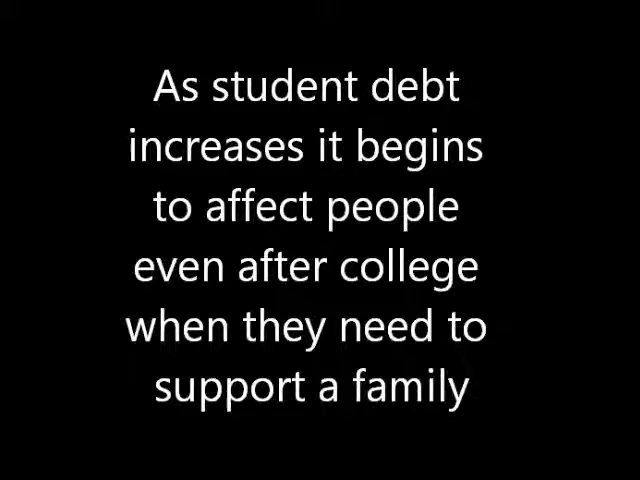 As student debt
increases it begins
to affect people
even after college
when they need to
support a family